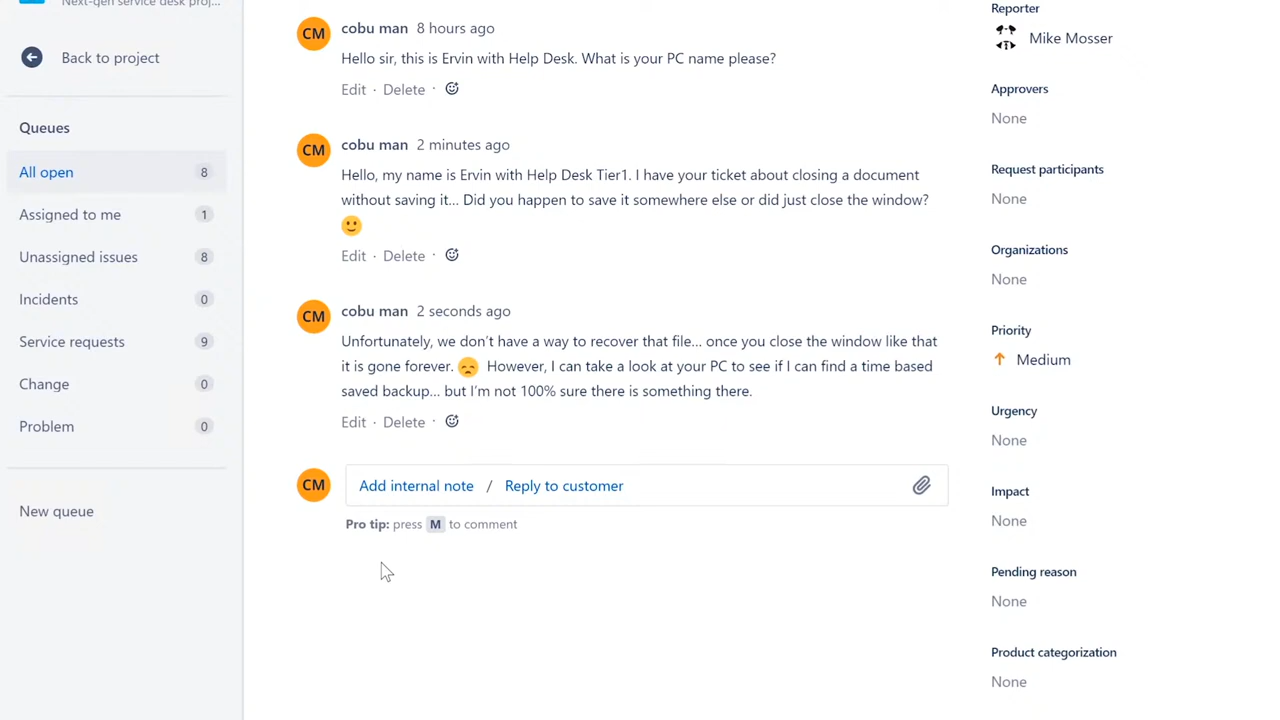 Next-gen service desk proj...
Back to project
Queues
All open 8
Assigned to me 1
Unassigned issues 8
Incidents 0
Service requests 9
Change 0
Problem 0
New queue
CM cobu man 8 hours ago
Hello sir, this is Ervin with Help Desk. What is your PC name please?
Edit · Delete ·
CM cobu man 2 minutes ago
Hello, my name is Ervin with Help Desk Tier1. I have your ticket about closing a document
without saving it... Did you happen to save it somewhere else or did just close the window?
🙂
Edit · Delete ·
CM cobu man 2 seconds ago
Unfortunately, we don't have a way to recover that file... once you close the window like that
it is gone forever. 😞 However, I can take a look at your PC to see if I can find a time based
saved backup... but I'm not 100% sure there is something there.
Edit · Delete ·
CM Add internal note / Reply to customer
Pro tip: press M to comment
Reporter
Mike Mosser
Approvers
None
Request participants
None
Organizations
None
Priority
Medium
Urgency
None
Impact
None
Pending reason
None
Product categorization
None